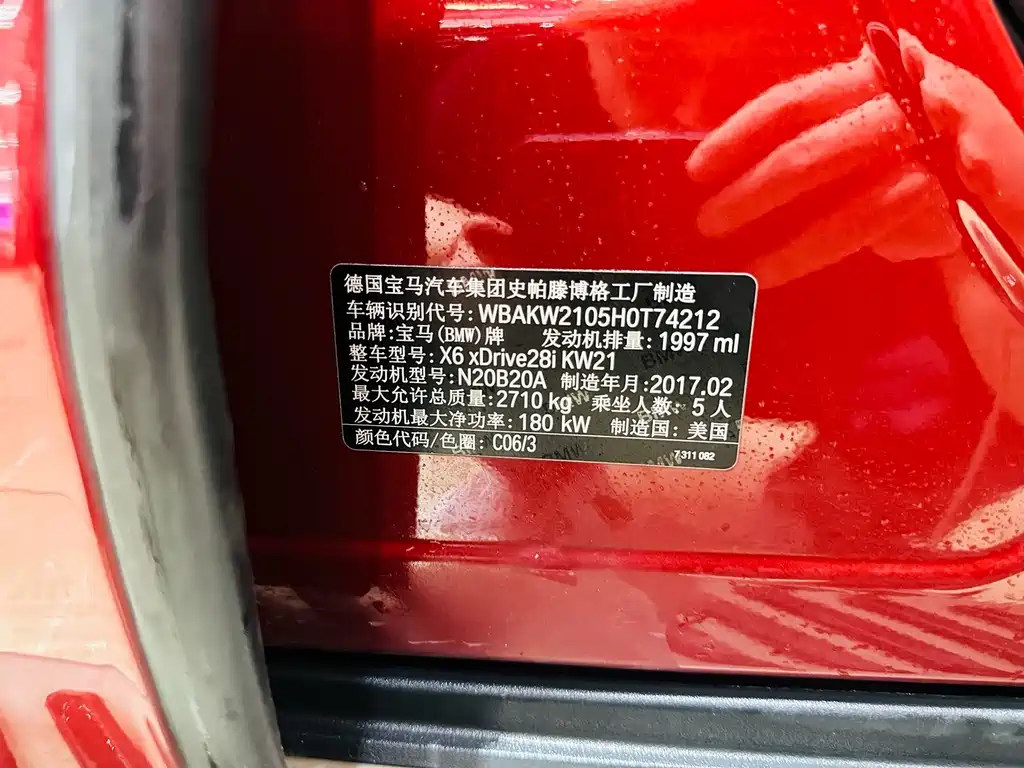 德国宝马汽车集团史帕滕博格工厂制造
车辆识别代号: WBAKW2105H0T74212
品牌:宝马(BMW)牌 发动机排量: 1997 ml
整车型号: X6 xDrive28i KW21
发动机型号: N20B20A 制造年月: 2017.02
最大允许总质量: 2710 kg 乘坐人数: 5 人
发动机最大净功率: 180 kW 制造国: 美国
颜色代码/色圈: C06/3
7 311 082